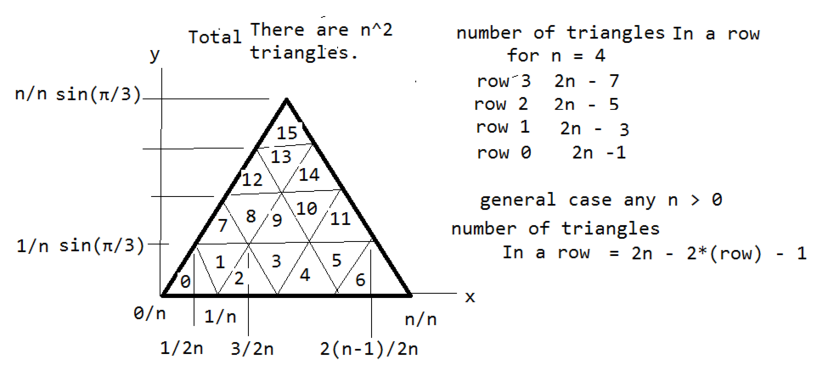 Total There are n^2
triangles.
y
n/n sin(π/3)
15
13
12
14
7
8
9
10
11
1/n sin(π/3)
0
1
2
3
4
5
6
x
0/n
1/n
n/n
1/2n
3/2n
2(n-1)/2n
number of triangles In a row
for n = 4
row 3 2n - 7
row 2 2n - 5
row 1 2n - 3
row 0 2n -1
general case any n > 0
number of triangles
In a row = 2n - 2*(row) - 1